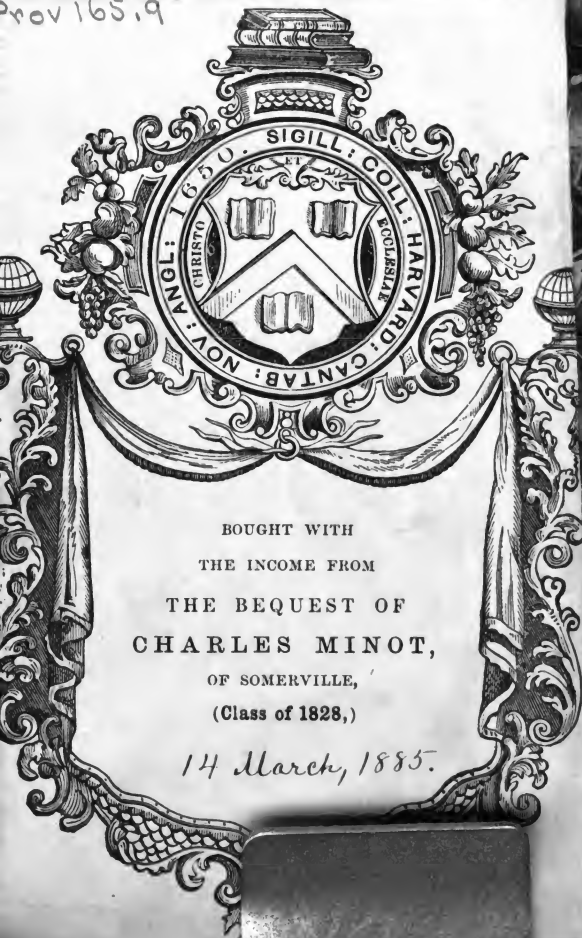 Prov 165.9
SIGILL: COLL: HARVARD: CANTAB: NOV: ANGL: 1650.
CHRISTO
ET
ECCLESIAE
BOUGHT WITH
THE INCOME FROM
THE BEQUEST OF
CHARLES MINOT,
OF SOMERVILLE,
(Class of 1828,)
14 March, 1885.